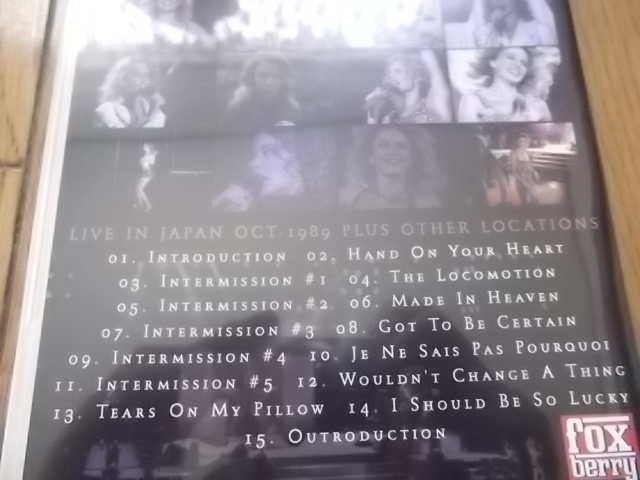 LIVE IN JAPAN OCT.1989 PLUS OTHER LOCATIONS
01. INTRODUCTION 02. HAND ON YOUR HEART
03. INTERMISSION #1 04. THE LOCOMOTION
05. INTERMISSION #2 06. MADE IN HEAVEN
07. INTERMISSION #3 08. GOT TO BE CERTAIN
09. INTERMISSION #4 10. JE NE SAIS PAS POURQUOI
11. INTERMISSION #5 12. WOULDN'T CHANGE A THING
13. TEARS ON MY PILLOW 14. I SHOULD BE SO LUCKY
15. OUTRODUCTION
fox
berry